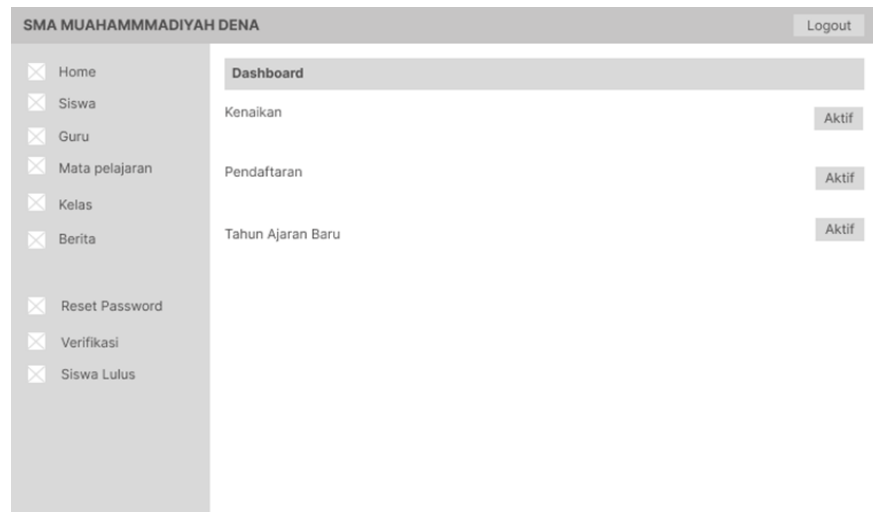 SMA MUAHAMMMADIYAH DENA
Logout
Home
Siswa
Guru
Mata pelajaran
Kelas
Berita
Reset Password
Verifikasi
Siswa Lulus
Dashboard
Kenaikan
Aktif
Pendaftaran
Aktif
Tahun Ajaran Baru
Aktif